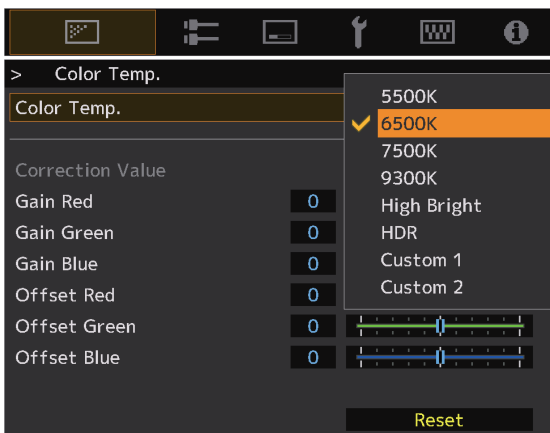 > Color Temp.
Color Temp.
5500K
6500K
7500K
9300K
High Bright
HDR
Custom 1
Custom 2
Correction Value
Gain Red 0
Gain Green 0
Gain Blue 0
Offset Red 0
Offset Green 0
Offset Blue 0
Reset